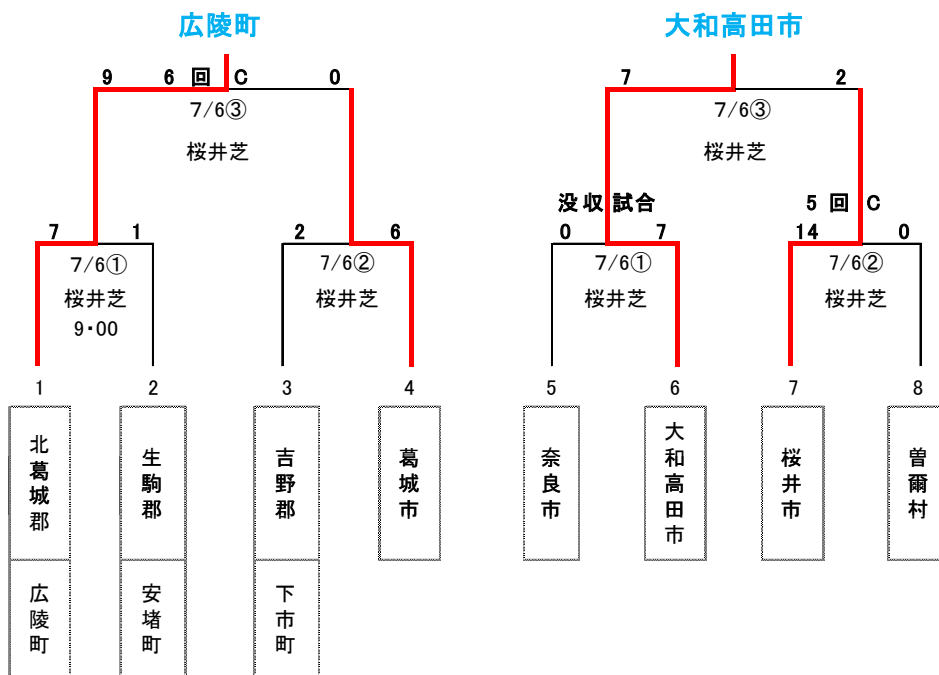 広陵町 大和高田市
9 6 回 C 0 7 2
7/6③ 7/6③
桜井芝 桜井芝
没収試合 5 回 C
7 1 2 6 0 7 14 0
7/6① 7/6② 7/6① 7/6②
桜井芝 桜井芝 桜井芝 桜井芝
9・00
1 2 3 4 5 6 7 8
北葛城郡 生駒郡 吉野郡 葛城市 奈良市 大和高田市 桜井市 曽爾村
広陵町 安堵町 下市町